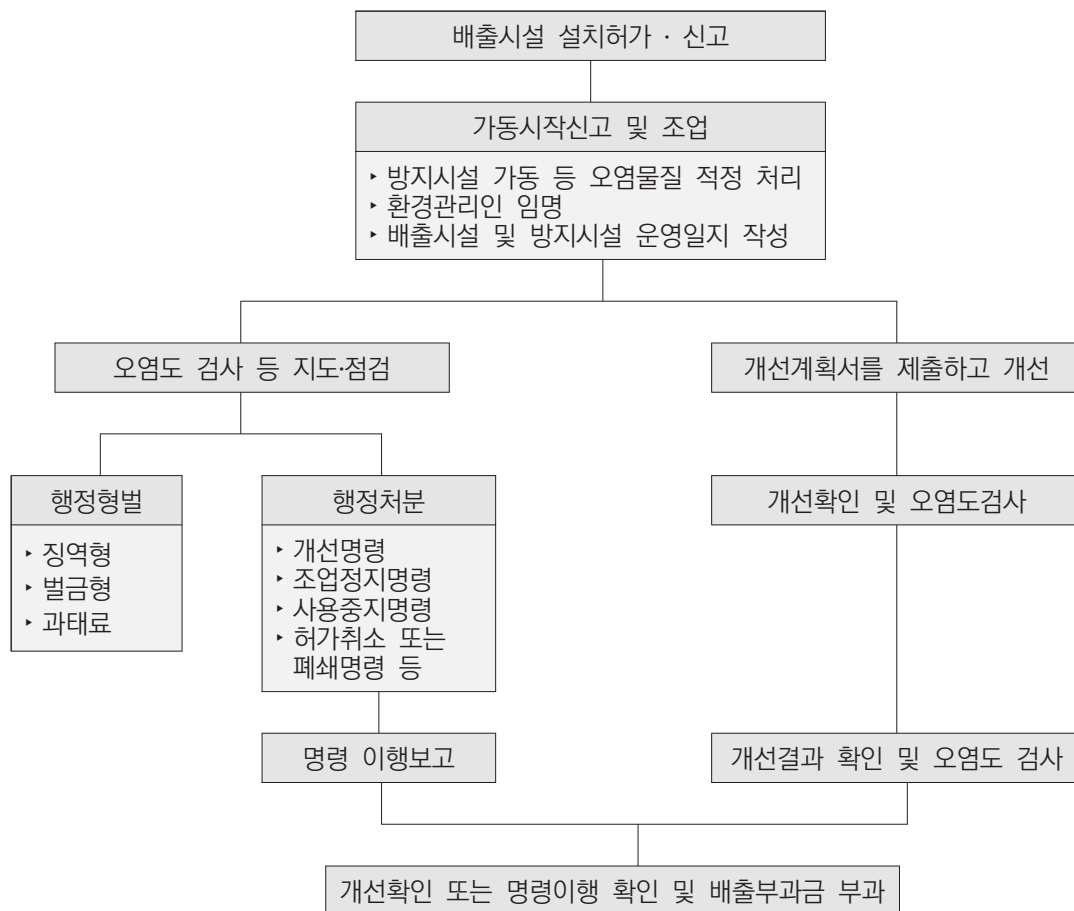 배출시설 설치허가 · 신고
가동시작신고 및 조업
‣ 방지시설 가동 등 오염물질 적정 처리
‣ 환경관리인 임명
‣ 배출시설 및 방지시설 운영일지 작성
오염도 검사 등 지도·점검
개선계획서를 제출하고 개선
행정형벌
‣ 징역형
‣ 벌금형
‣ 과태료
행정처분
‣ 개선명령
‣ 조업정지명령
‣ 사용중지명령
‣ 허가취소 또는
폐쇄명령 등
개선확인 및 오염도검사
명령 이행보고
개선결과 확인 및 오염도 검사
개선확인 또는 명령이행 확인 및 배출부과금 부과